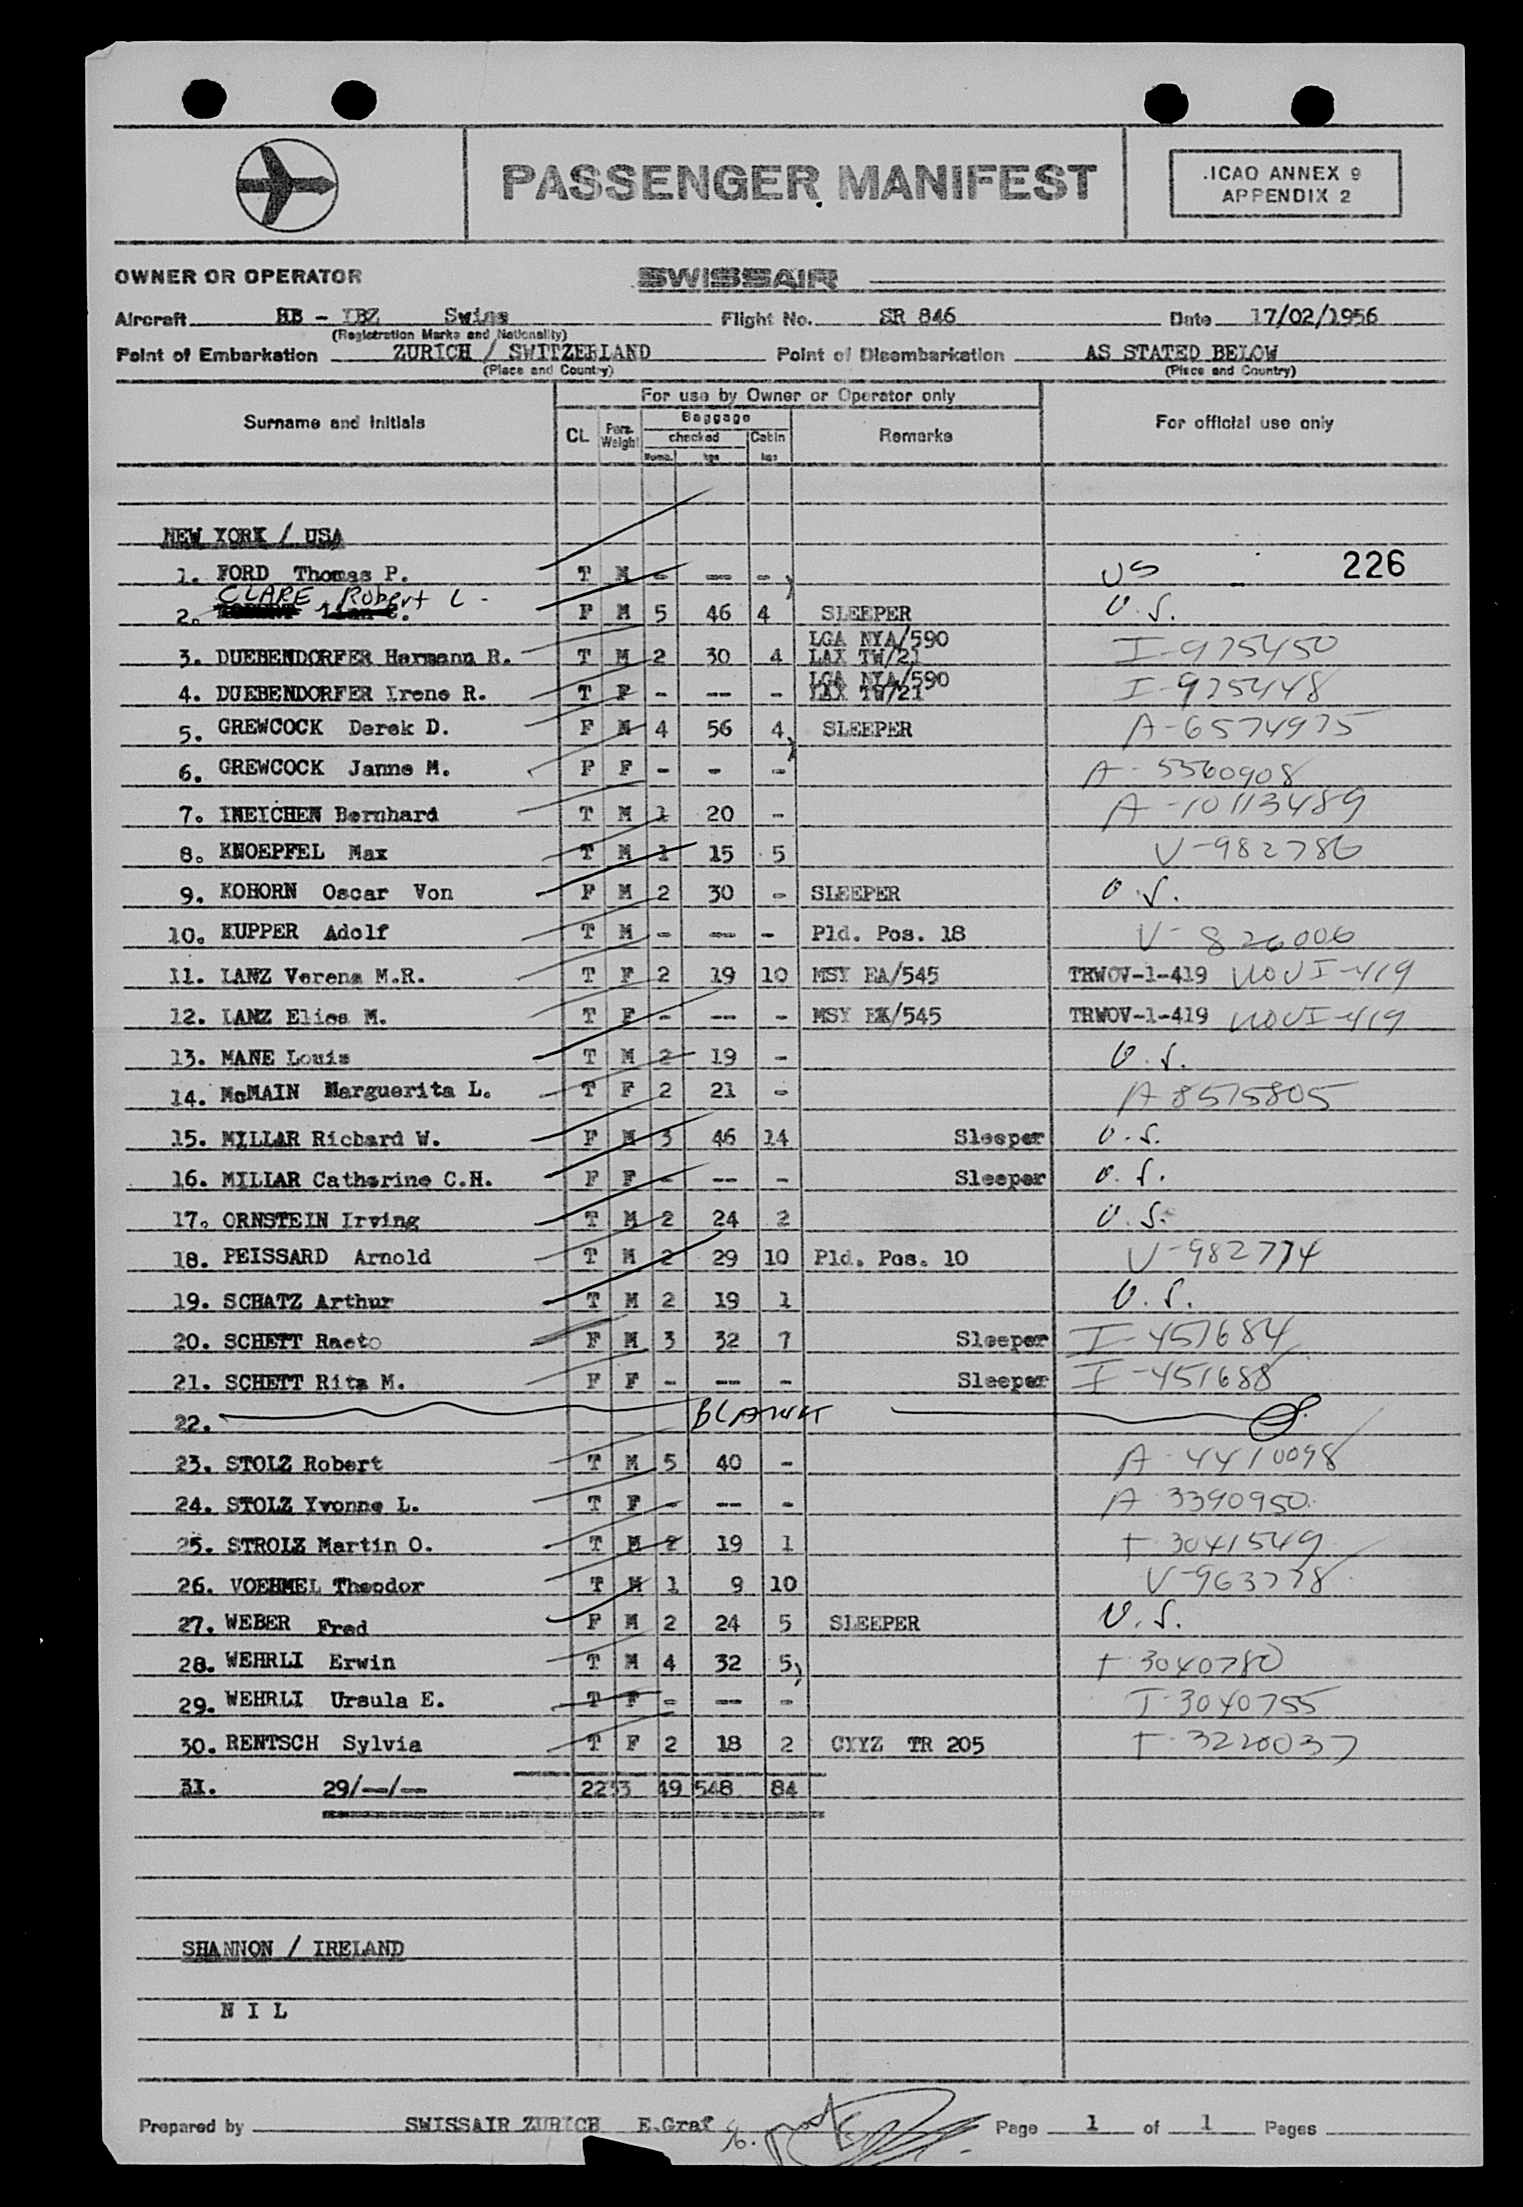 PASSENGER MANIFEST
.ICAO ANNEX 9
APPENDIX 2
OWNER OR OPERATOR SWISSAIR
Aircraft HB - IBZ Swiss Flight No. SR 846 Date 17/02/1956
(Registration Marks and Nationality)
Point of Embarkation ZURICH / SWITZERLAND Point of Disembarkation AS STATED BELOW
(Place and Country) (Place and Country)
For use by Owner or Operator only
Surname and Initials CL Pers. Weight Baggage Remarks For official use only
checked Cabin
Numb. kgs kgs
NEW YORK / USA
226
1. FORD Thomas P. T M - -- - US -
CLARE Robert L -
2. F M 5 46 4 SLEEPER U.S.
LGA NYA/590
3. DUEBENDORFER Hermann R. T M 2 30 4 LAX TW/21 I-975450
LGA NYA/590
4. DUEBENDORFER Irene R. T F - -- - LAX TW/21 I-975448
5. GREWCOCK Derek D. F M 4 56 4 SLEEPER A-6574975
6. GREWCOCK Janne M. F F - - - A-5560908
7. INEICHEN Bernhard T M 1 20 - A-10113489
8. KNOEPFEL Max T M 1 15 5 V-982786
9. KOHORN Oscar Von F M 2 30 - SLEEPER U.S.
10. KUPPER Adolf T M - -- - Pld. Pos. 18 V-826006
11. LANZ Verena M.R. T F 2 19 10 MSY EA/545 TRWOV-1-419 WOVI-419
12. LANZ Elisa M. T F - -- - MSY EA/545 TRWOV-1-419 WOVI-419
13. MANE Louis T M 2 19 - U.S.
14. McMAIN Marguerita L. T F 2 21 - A-8575805
15. MILLAR Richard W. F M 3 46 14 Sleeper U.S.
16. MILLAR Catherine C.H. F F - -- - Sleeper U.S.
17. ORNSTEIN Irving T M 2 24 2 U.S.
18. PEISSARD Arnold T M 2 29 10 Pld. Pos. 10 V-982774
19. SCHATZ Arthur T M 2 19 1 U.S.
20. SCHETT Raeto F M 3 32 7 Sleeper I-457684
21. SCHETT Rita M. F F - -- - Sleeper I-451688
22. BLANK
23. STOLZ Robert T M 5 40 - A-4410098
24. STOLZ Yvonne L. T F - -- - A 3390950
25. STROLZ Martin O. T M 2 19 1 T-3041549
26. VOEHMEL Theodor T M 1 9 10 V-963778
27. WEBER Fred F M 2 24 5 SLEEPER U.S.
28. WEHRLI Erwin T M 4 32 5 T-3040780
29. WEHRLI Ursula E. T F - -- - T-3040755
30. RENTSCH Sylvia T F 2 18 2 CYYZ TR 205 T-3220037
31. 29/--/-- 2233 49 548 84
SHANNON / IRELAND
N I L
Prepared by SWISSAIR ZURICH E.Graf Page 1 of 1 Pages